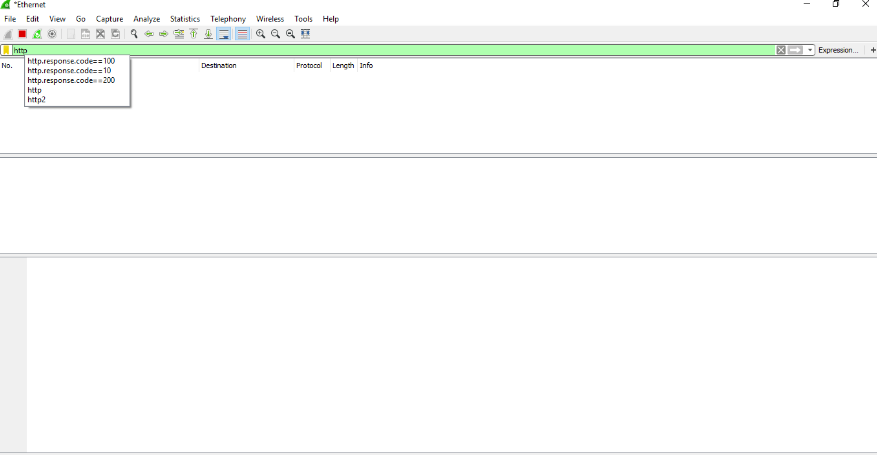 *Ethernet
File Edit View Go Capture Analyze Statistics Telephony Wireless Tools Help
http Expression... +
No. Destination Protocol Length Info
http.response.code==100
http.response.code==10
http.response.code==200
http
http2